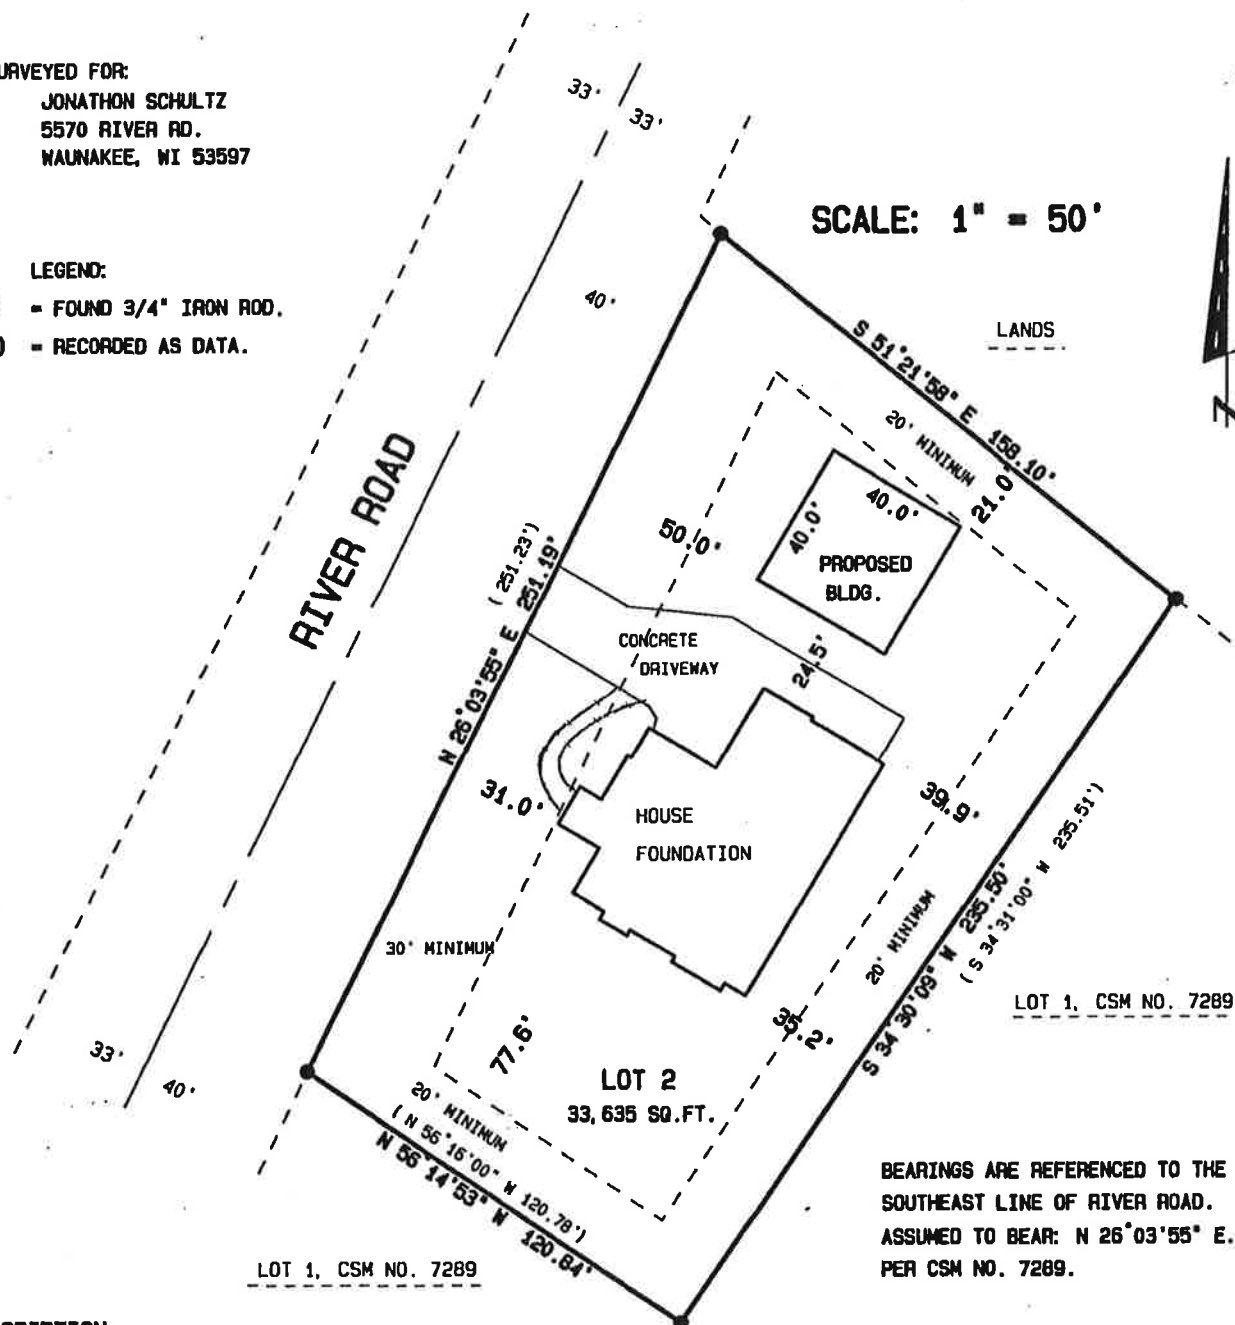 URVEYED FOR:
JONATHON SCHULTZ
5570 RIVER RD.
WAUNAKEE, WI 53597
LEGEND:
= FOUND 3/4" IRON ROD.
) = RECORDED AS DATA.
33'
33'
SCALE: 1" = 50'
40'
LANDS
S 51°21'58" E 158.10'
20' MINIMUM
21.0'
RIVER ROAD
40.0'
40.0'
PROPOSED
BLDG.
50.0'
(251.23')
N 26°03'55" E 251.19'
CONCRETE
DRIVEWAY
24.5'
31.0'
HOUSE
FOUNDATION
39.9'
(S 34°31'00" W 235.51')
S 34°30'09" W 235.50'
20' MINIMUM
30' MINIMUM
LOT 1, CSM NO. 7289
35.2'
77.6'
33'
40'
LOT 2
33,635 SQ.FT.
20' MINIMUM
(N 56°16'00" W 120.78')
N 56°14'53" W 120.84'
BEARINGS ARE REFERENCED TO THE
SOUTHEAST LINE OF RIVER ROAD.
ASSUMED TO BEAR: N 26°03'55" E.
PER CSM NO. 7289.
LOT 1, CSM NO. 7289